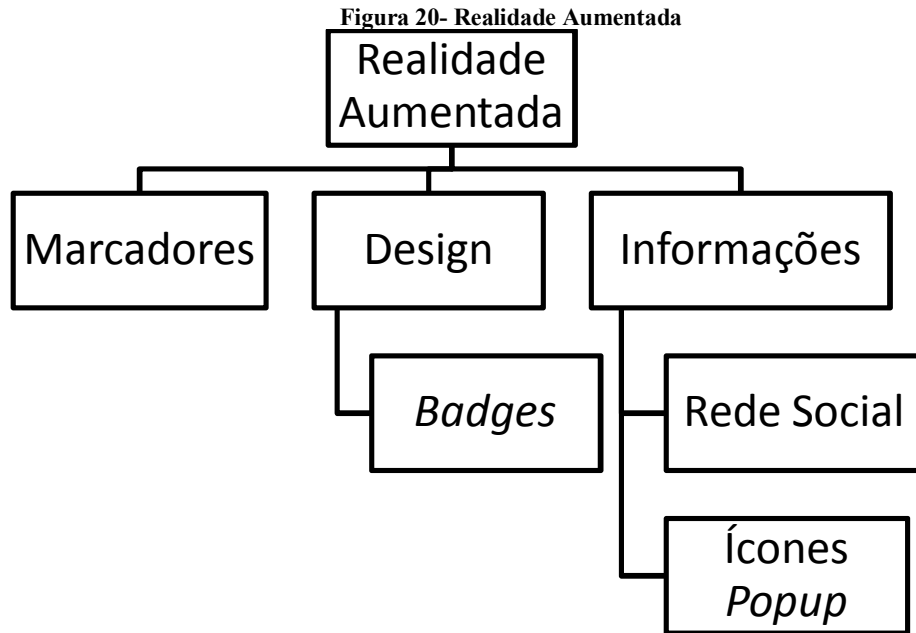 Figura 20- Realidade Aumentada
Realidade
Aumentada
Marcadores
Design
Informações
Badges
Rede Social
Ícones
Popup